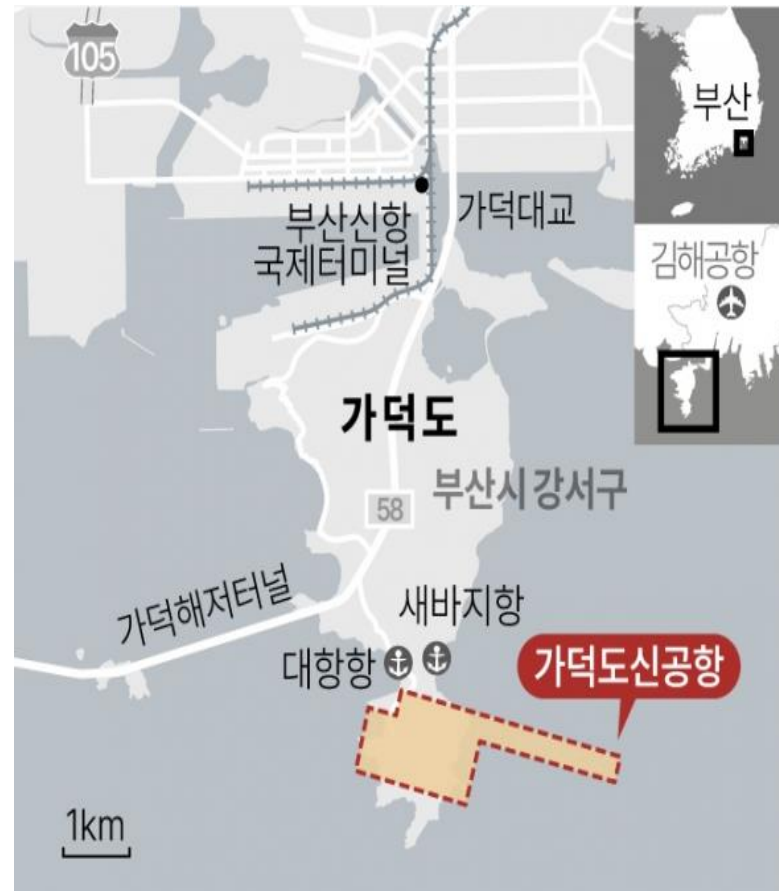 105
부산
부산신항
국제터미널
가덕대교
김해공항
가덕도
부산시 강서구
58
가덕해저터널
새바지항
대항항
가덕도신공항
1km